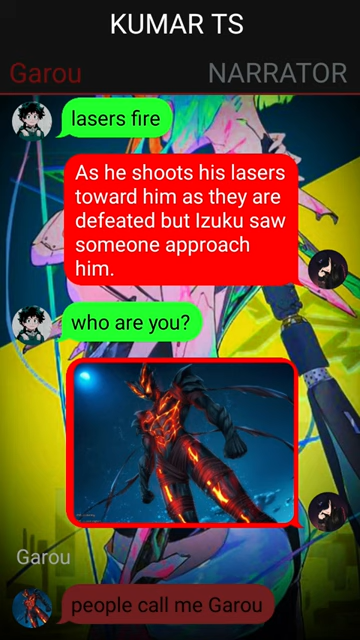 KUMAR TS
Garou NARRATOR
lasers fire
As he shoots his lasers
toward him as they are
defeated but Izuku saw
someone approach
him.
who are you?
Garou
people call me Garou